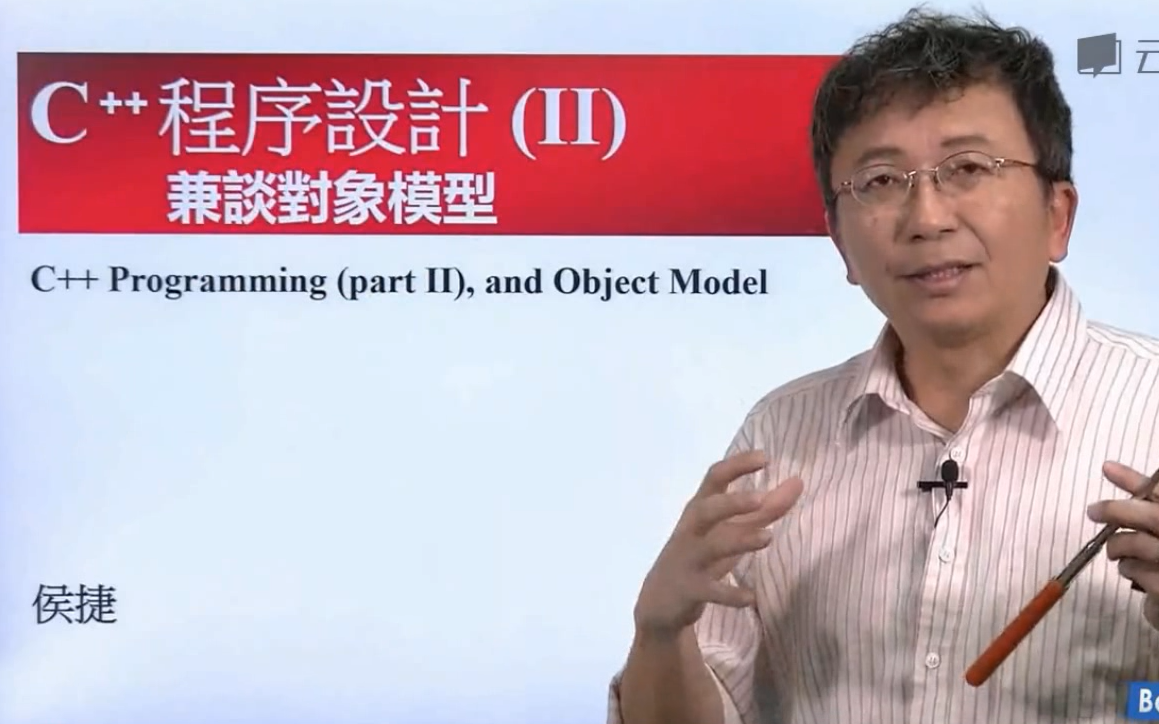 C++程序設計 (II)
兼談對象模型
C++ Programming (part II), and Object Model
侯捷
云